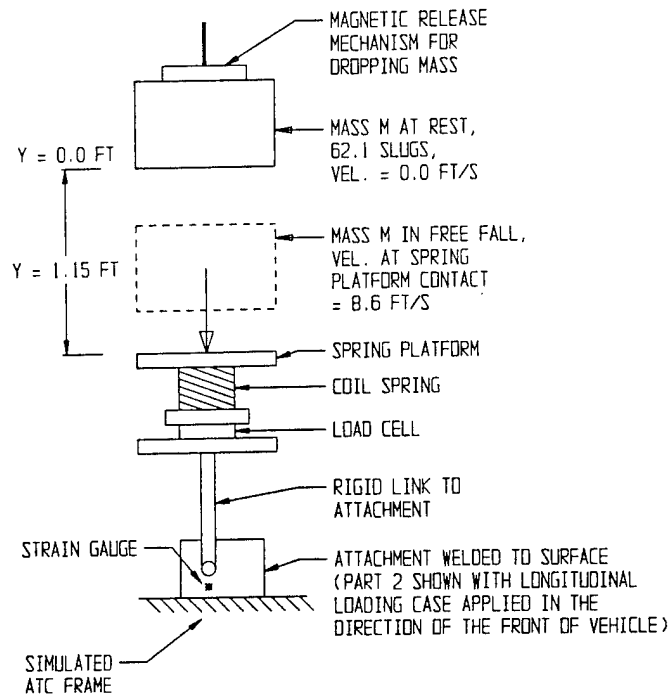 MAGNETIC RELEASE
MECHANISM FOR
DROPPING MASS
MASS M AT REST,
62.1 SLUGS,
VEL. = 0.0 FT/S
Y = 0.0 FT
MASS M IN FREE FALL,
VEL. AT SPRING
PLATFORM CONTACT
= 8.6 FT/S
Y = 1.15 FT
SPRING PLATFORM
COIL SPRING
LOAD CELL
RIGID LINK TO
ATTACHMENT
STRAIN GAUGE
ATTACHMENT WELDED TO SURFACE
(PART 2 SHOWN WITH LONGITUDINAL
LOADING CASE APPLIED IN THE
DIRECTION OF THE FRONT OF VEHICLE)
SIMULATED
ATC FRAME